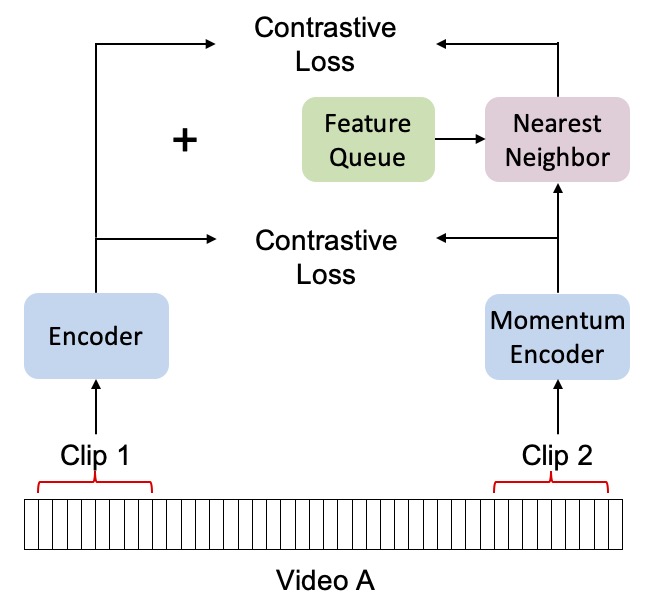 Contrastive
Loss
+
Feature
Queue
Nearest
Neighbor
Contrastive
Loss
Encoder
Momentum
Encoder
Clip 1
Clip 2
Video A